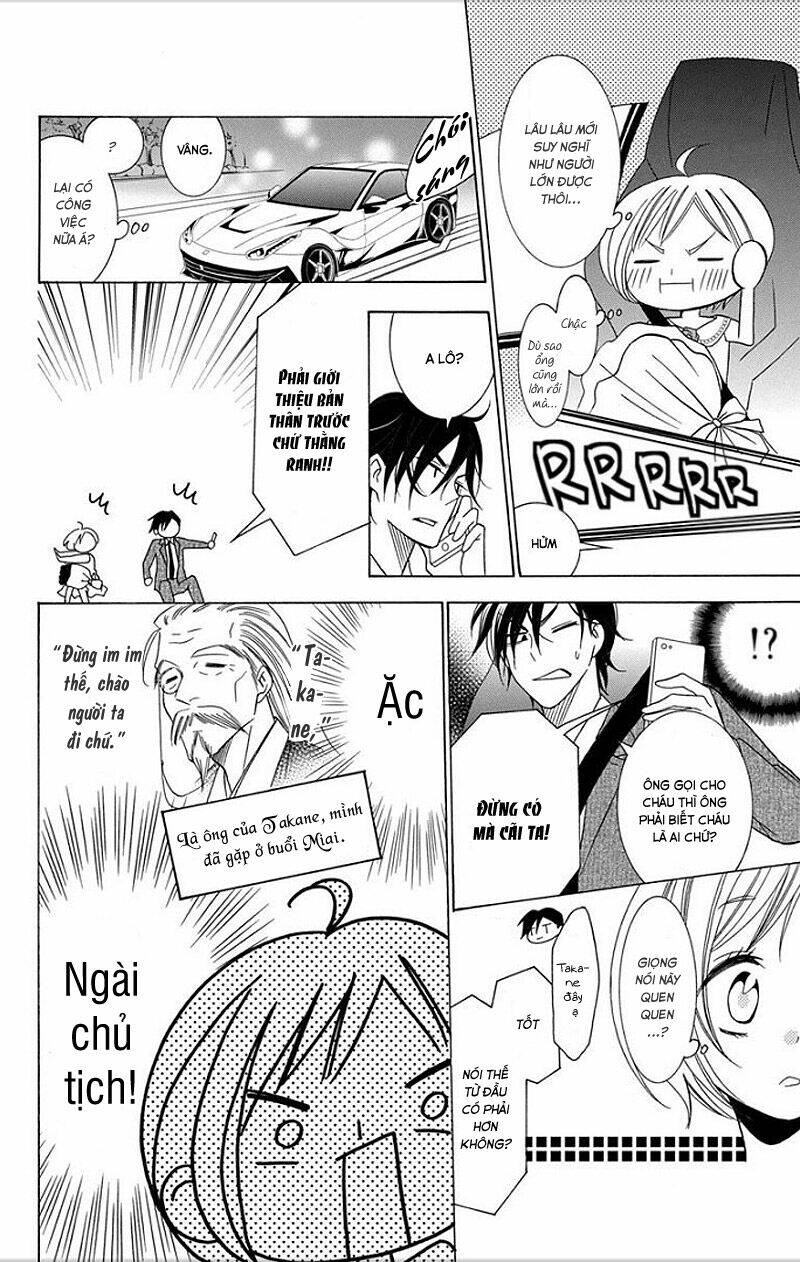 LÂU LÂU MỚI
SUY NGHĨ
NHƯ NGƯỜI
LỚN ĐƯỢC
THÔI...
Chậc
Dù sao
ổng
cũng
lớn rồi
mà...
Chói
sáng
VÂNG.
?
LẠI CÓ
CÔNG
VIỆC
NỮA Á?
RRRRR
HỪM
A LÔ?
PHẢI GIỚI
THIỆU BẢN
THÂN TRƯỚC
CHỨ THẰNG
RANH!!
!?
ÔNG GỌI CHO
CHÁU THÌ ÔNG
PHẢI BIẾT CHÁU
LÀ AI CHỨ?
ĐỪNG CÓ
MÀ CÃI TA!
GIỌNG
NÓI NÀY
QUEN
QUEN
...?
Taka-
ne
đây
ạ
TỐT
NÓI THẾ
TỪ ĐẦU
CÓ PHẢI
HƠN
KHÔNG?
Ặc
"Ta-
ka-
ne,"
"Đừng im im
thế, chào
người ta
đi chứ."
Là ông của Takane, mình
đã gặp ở buổi Miai.
Ngài
chủ
tịch!